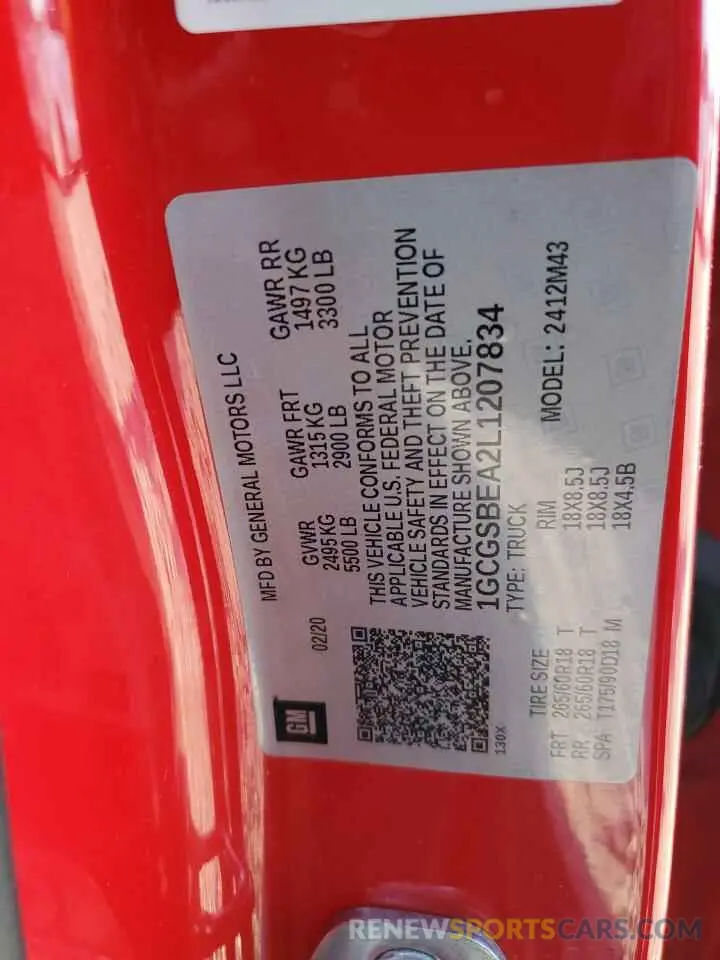 MFD BY GENERAL MOTORS LLC
GM
02/20
GVWR
2495 KG
5500 LB
GAWR FRT
1315 KG
2900 LB
GAWR RR
1497 KG
3300 LB
THIS VEHICLE CONFORMS TO ALL
APPLICABLE U.S. FEDERAL MOTOR
VEHICLE SAFETY AND THEFT PREVENTION
STANDARDS IN EFFECT ON THE DATE OF
MANUFACTURE SHOWN ABOVE.
1GCGSBEA2L1207834
130X
TYPE: TRUCK MODEL: 2412M43
TIRE SIZE RIM
FRT 265/60R18 T 18X8.5J
RR 265/60R18 T 18X8.5J
SPA T175/90D18 M 18X4.5B
RENEWSPORTSCARS.COM